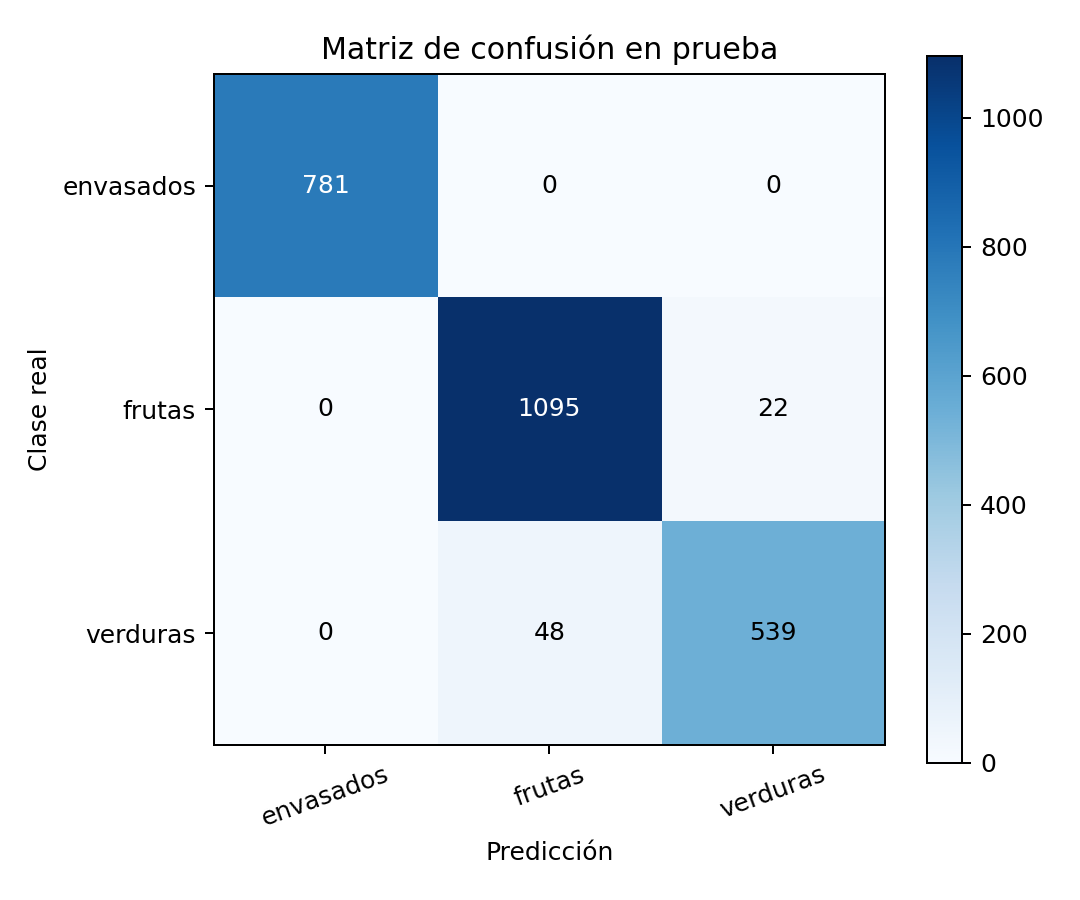 Matriz de confusión en prueba
Clase real
envasados 781 0 0
frutas 0 1095 22
verduras 0 48 539
envasados frutas verduras
Predicción
1000
800
600
400
200
0